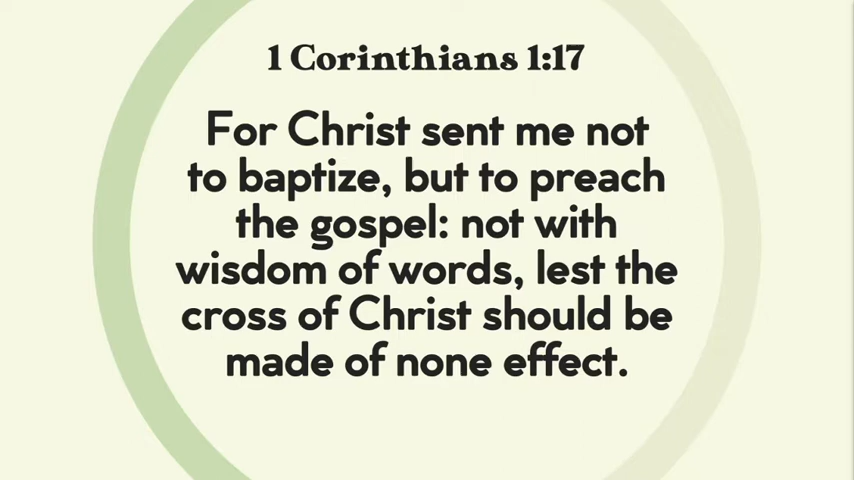 1 Corinthians 1:17
For Christ sent me not
to baptize, but to preach
the gospel: not with
wisdom of words, lest the
cross of Christ should be
made of none effect.